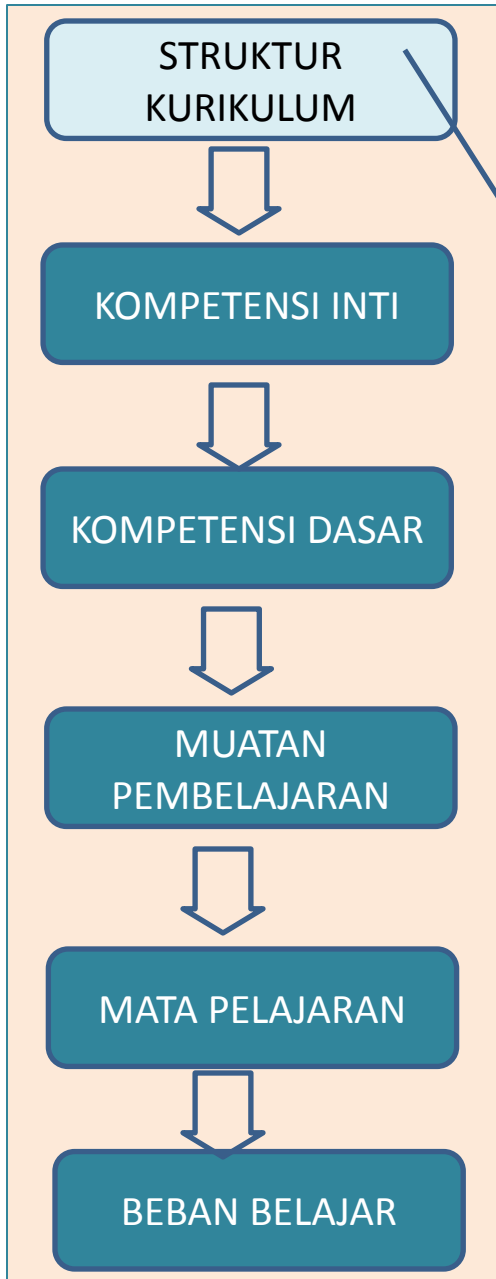 STRUKTUR
KURIKULUM
KOMPETENSI INTI
KOMPETENSI DASAR
MUATAN
PEMBELAJARAN
MATA PELAJARAN
BEBAN BELAJAR